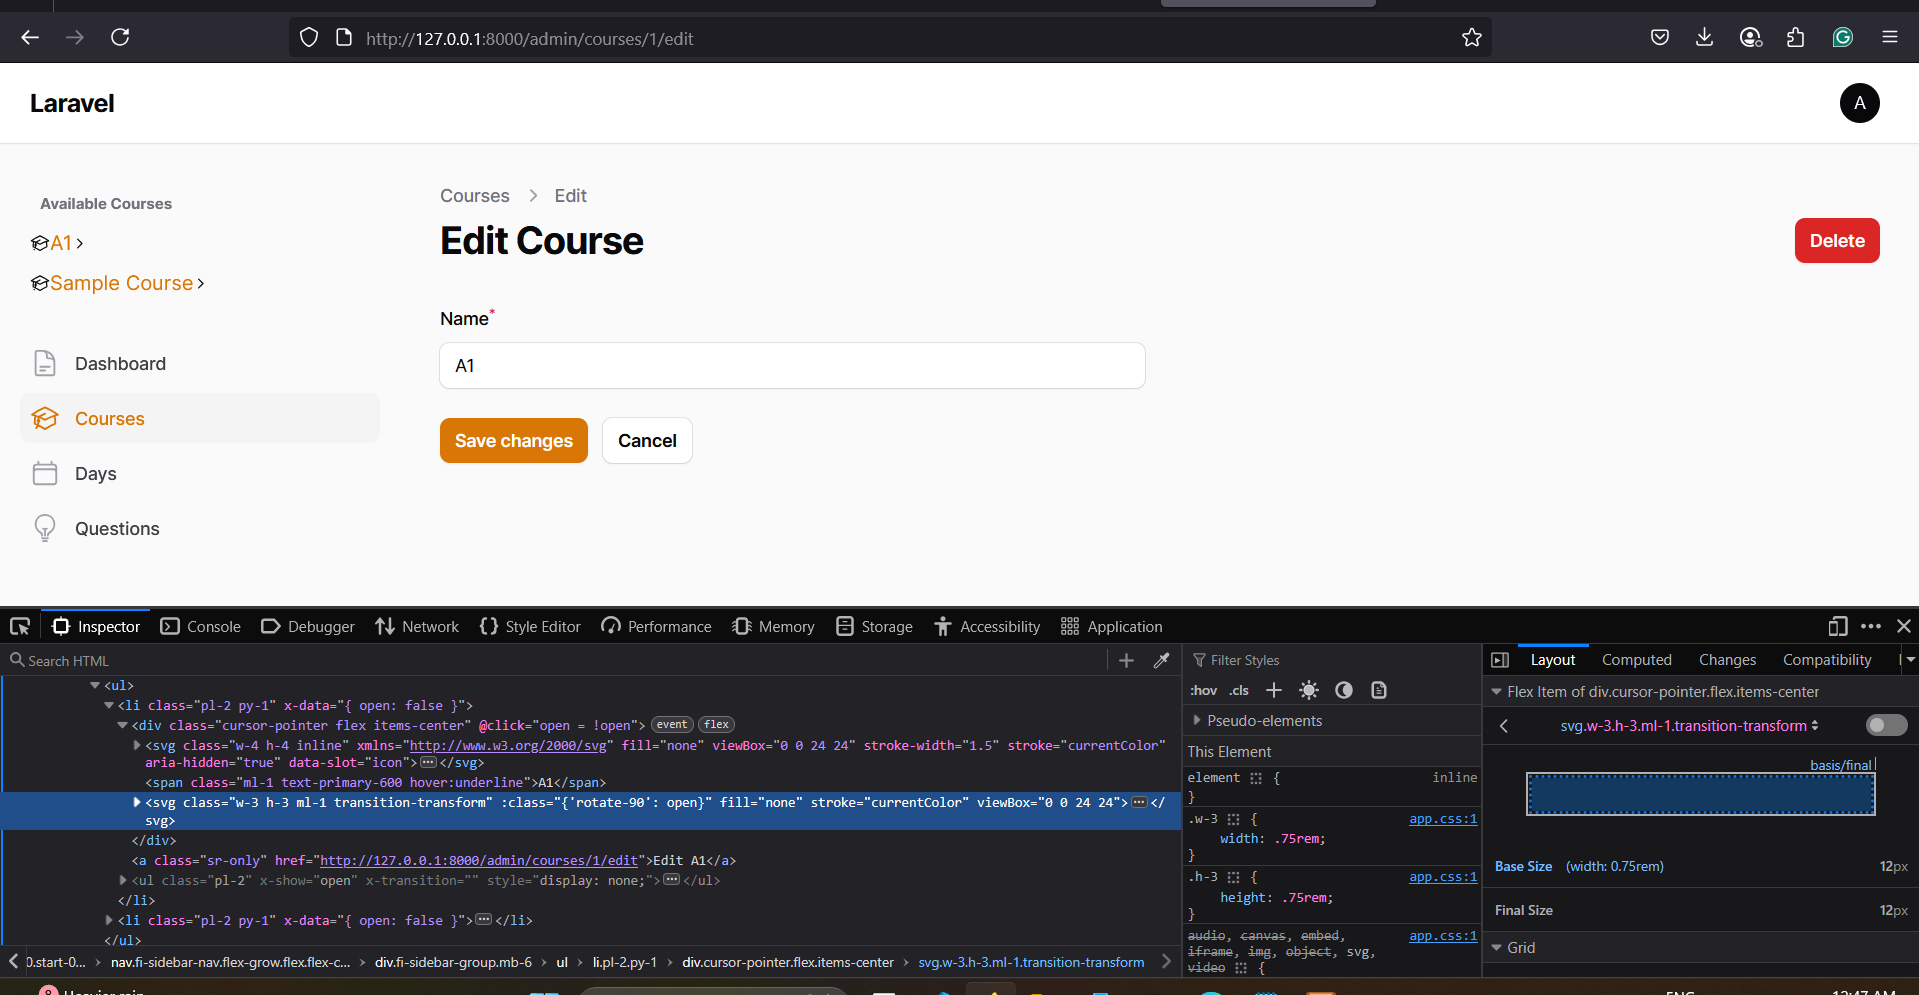 http://127.0.0.1:8000/admin/courses/1/edit
Laravel
A
Available Courses
A1
Sample Course
Dashboard
Courses
Days
Questions
Courses > Edit
Edit Course
Delete
Name*
A1
Save changes Cancel
Inspector Console Debugger Network Style Editor Performance Memory Storage Accessibility Application
Search HTML
<ul>
<li class="pl-2 py-1" x-data="{ open: false }">
<div class="cursor-pointer flex items-center" @click="open = !open"> event flex
<svg class="w-4 h-4 inline" xmlns="http://www.w3.org/2000/svg" fill="none" viewBox="0 0 24 24" stroke-width="1.5" stroke="currentColor"
aria-hidden="true" data-slot="icon">…</svg>
<span class="ml-1 text-primary-600 hover:underline">A1</span>
<svg class="w-3 h-3 ml-1 transition-transform" :class="{'rotate-90': open}" fill="none" stroke="currentColor" viewBox="0 0 24 24">…</
svg>
</div>
<a class="sr-only" href="http://127.0.0.1:8000/admin/courses/1/edit">Edit A1</a>
<ul class="pl-2" x-show="open" x-transition="" style="display: none;">…</ul>
</li>
<li class="pl-2 py-1" x-data="{ open: false }">…</li>
</ul>
0.start-0... > nav.fi-sidebar-nav.flex-grow.flex.flex-c... > div.fi-sidebar-group.mb-6 > ul > li.pl-2.py-1 > div.cursor-pointer.flex.items-center > svg.w-3.h-3.ml-1.transition-transform
Filter Styles
:hov .cls
Pseudo-elements
This Element
element { inline
}
.w-3 { app.css:1
width: .75rem;
}
.h-3 { app.css:1
height: .75rem;
}
audio, canvas, embed, app.css:1
iframe, img, object, svg,
video {
Layout Computed Changes Compatibility
Flex Item of div.cursor-pointer.flex.items-center
svg.w-3.h-3.ml-1.transition-transform
basis/final
Base Size (width: 0.75rem) 12px
Final Size 12px
Grid